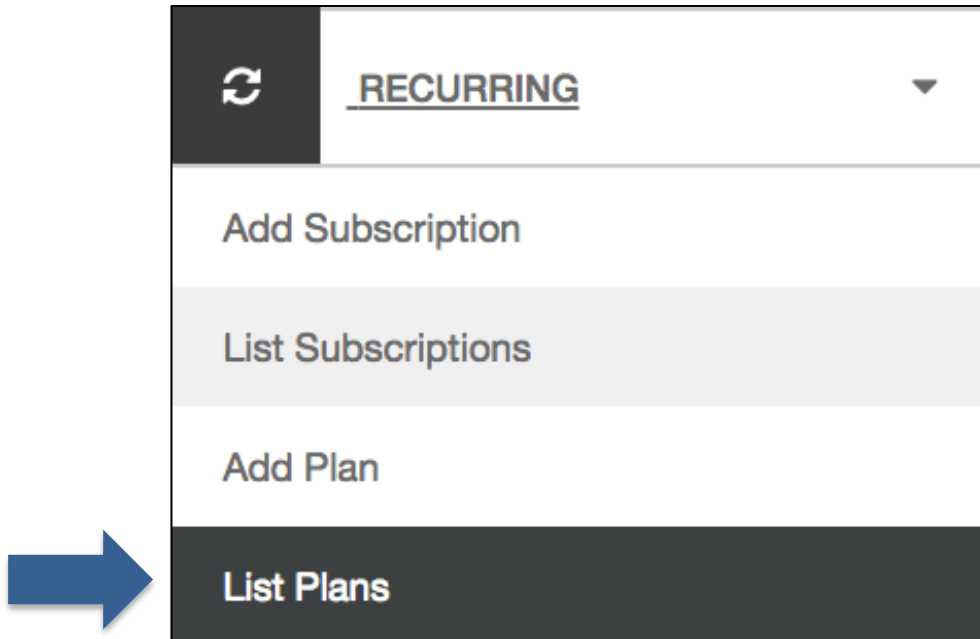 RECURRING
Add Subscription
List Subscriptions
Add Plan
List Plans